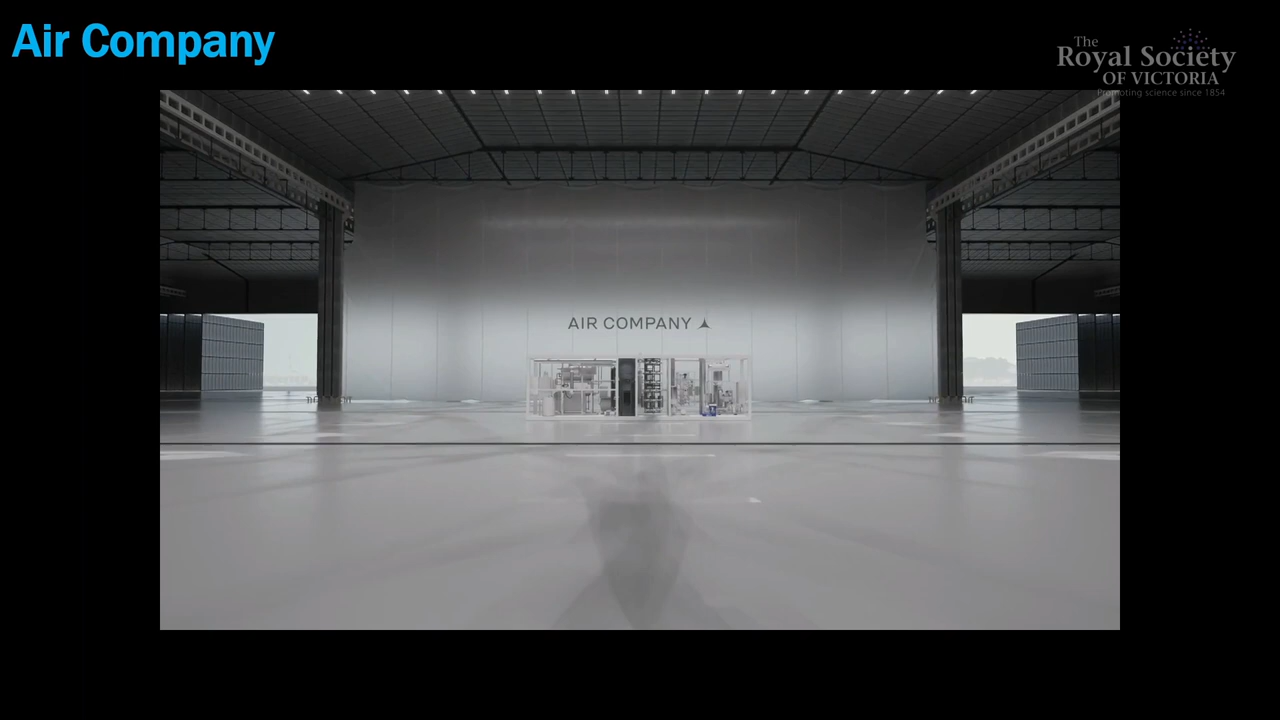 Air Company
The
Royal Society
OF VICTORIA
Promoting science since 1854
AIR COMPANY